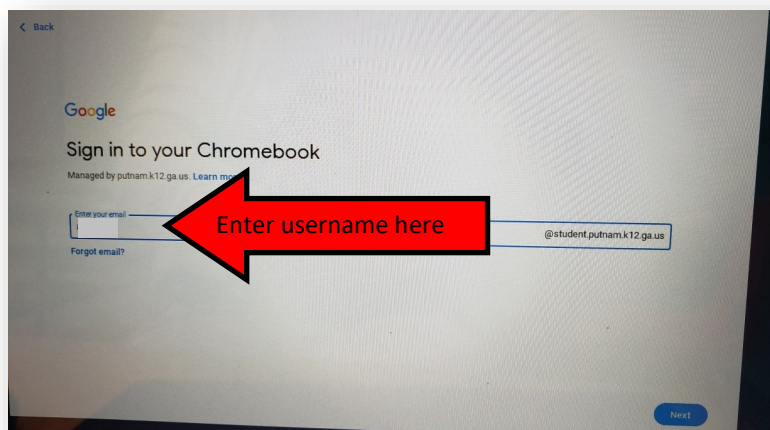 Back
Google
Sign in to your Chromebook
Managed by putnam.k12.ga.us. Learn
Enter your email
Enter username here
@student.putnam.k12.ga.us
Forgot email?
Next